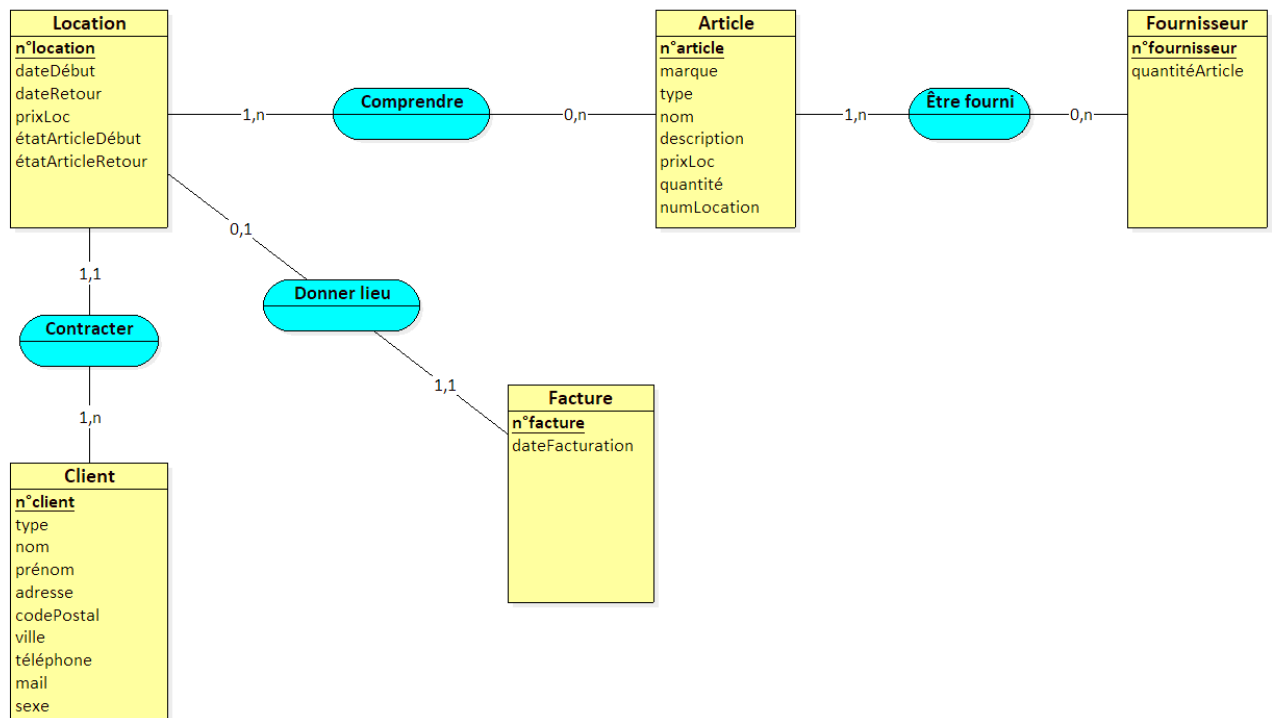 Location
n°location
dateDébut
dateRetour
prixLoc
étatArticleDébut
étatArticleRetour
1,n
Comprendre
0,n
Article
n°article
marque
type
nom
description
prixLoc
quantité
numLocation
1,n
Être fourni
0,n
Fournisseur
n°fournisseur
quantitéArticle
0,1
Donner lieu
1,1
Facture
n°facture
dateFacturation
1,1
Contracter
1,n
Client
n°client
type
nom
prénom
adresse
codePostal
ville
téléphone
mail
sexe